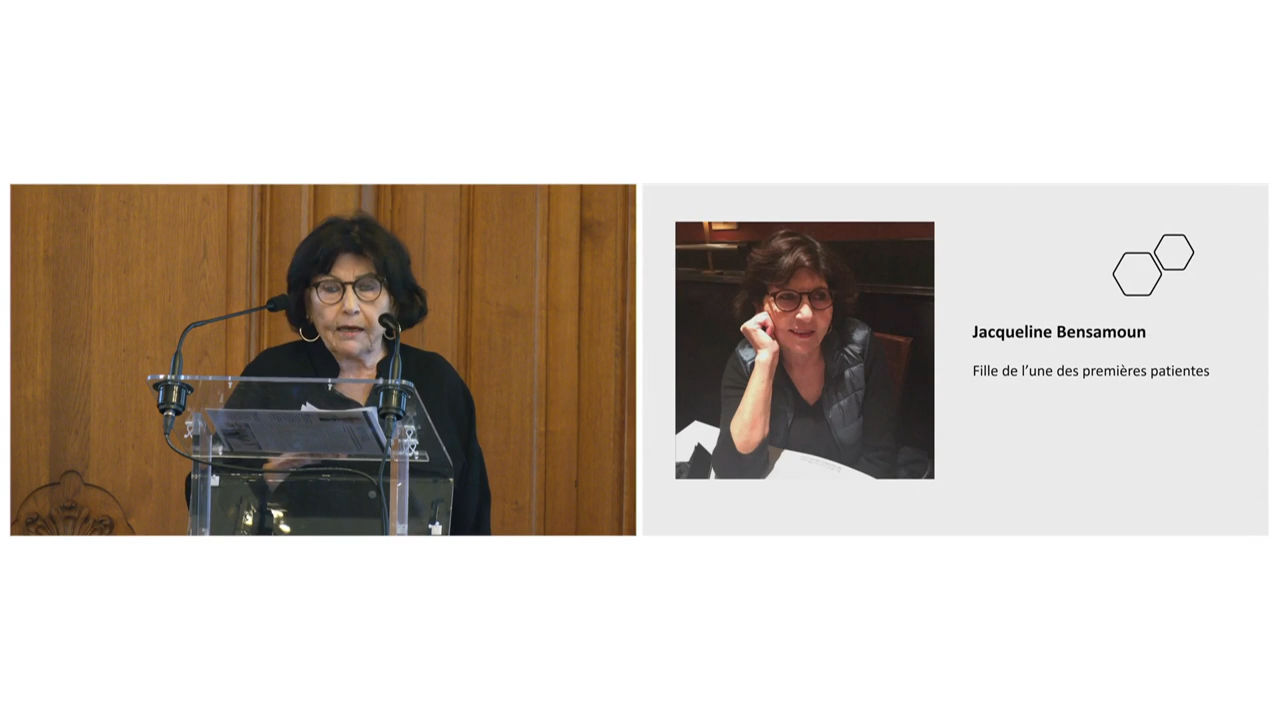 Jacqueline Bensamoun
Fille de l’une des premières patientes